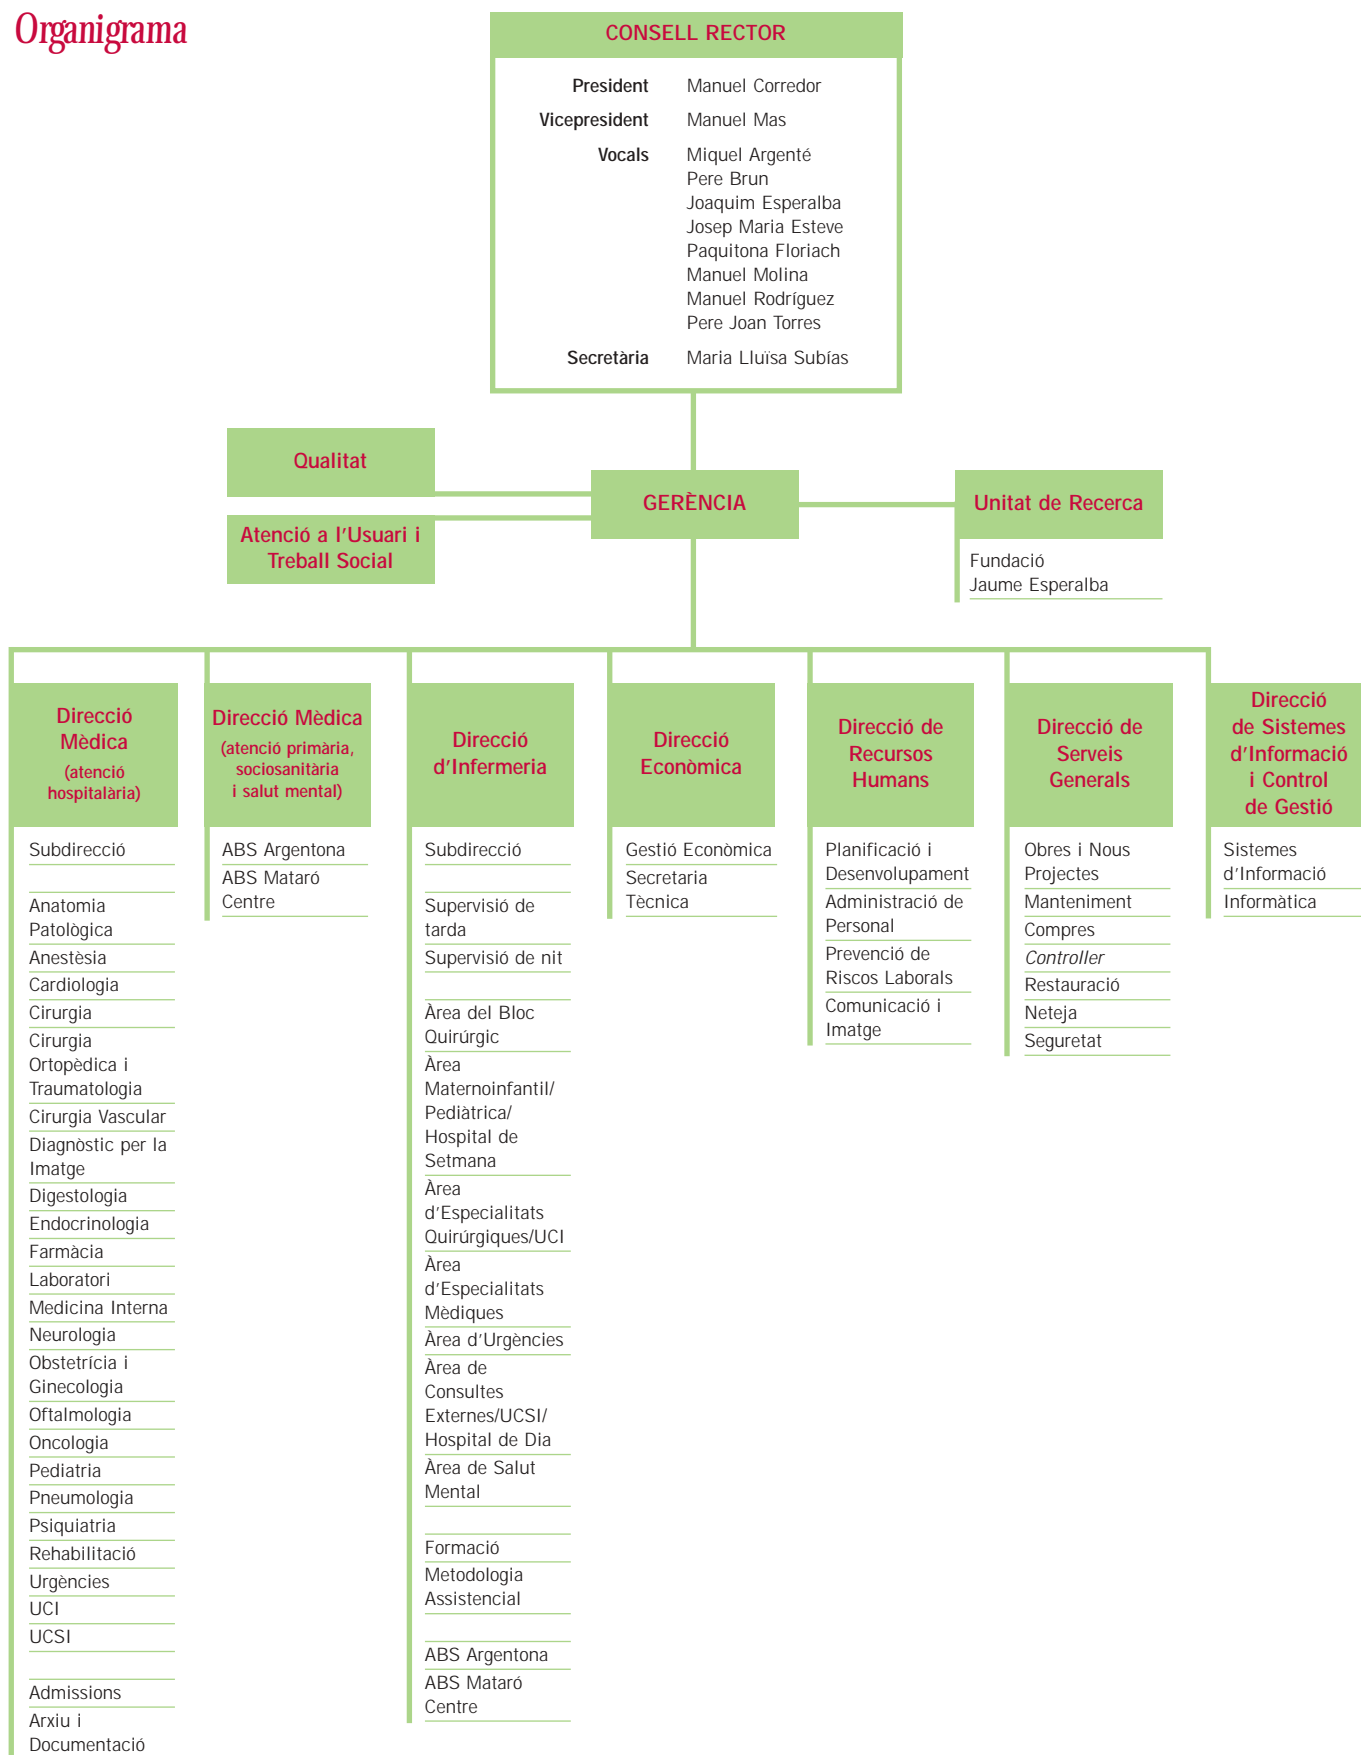 Organigrama
CONSELL RECTOR
President Manuel Corredor
Vicepresident Manuel Mas
Vocals Miquel Argenté
Pere Brun
Joaquim Esperalba
Josep Maria Esteve
Paquitona Floriach
Manuel Molina
Manuel Rodríguez
Pere Joan Torres
Secretària Maria Lluïsa Subías
Qualitat
Atenció a l'Usuari i
Treball Social
GERÈNCIA
Unitat de Recerca
Fundació
Jaume Esperalba
Direcció
Mèdica
(atenció
hospitalària)
Subdirecció
Anatomia
Patològica
Anestèsia
Cardiologia
Cirurgia
Cirurgia
Ortopèdica i
Traumatologia
Cirurgia Vascular
Diagnòstic per la
Imatge
Digestologia
Endocrinologia
Farmàcia
Laboratori
Medicina Interna
Neurologia
Obstetrícia i
Ginecologia
Oftalmologia
Oncologia
Pediatria
Pneumologia
Psiquiatria
Rehabilitació
Urgències
UCI
UCSI
Admissions
Arxiu i
Documentació
Direcció Mèdica
(atenció primària,
sociosanitària
i salut mental)
ABS Argentona
ABS Mataró
Centre
Direcció
d'Infermeria
Subdirecció
Supervisió de
tarda
Supervisió de nit
Àrea del Bloc
Quirúrgic
Àrea
Maternoinfantil/
Pediàtrica/
Hospital de
Setmana
Àrea
d'Especialitats
Quirúrgiques/UCI
Àrea
d'Especialitats
Mèdiques
Àrea d'Urgències
Àrea de
Consultes
Externes/UCSI/
Hospital de Dia
Àrea de Salut
Mental
Formació
Metodologia
Assistencial
ABS Argentona
ABS Mataró
Centre
Direcció
Econòmica
Gestió Econòmica
Secretaria
Tècnica
Direcció de
Recursos
Humans
Planificació i
Desenvolupament
Administració de
Personal
Prevenció de
Riscos Laborals
Comunicació i
Imatge
Direcció de
Serveis
Generals
Obres i Nous
Projectes
Manteniment
Compres
Controller
Restauració
Neteja
Seguretat
Direcció
de Sistemes
d'Informació
i Control
de Gestió
Sistemes
d'Informació
Informàtica